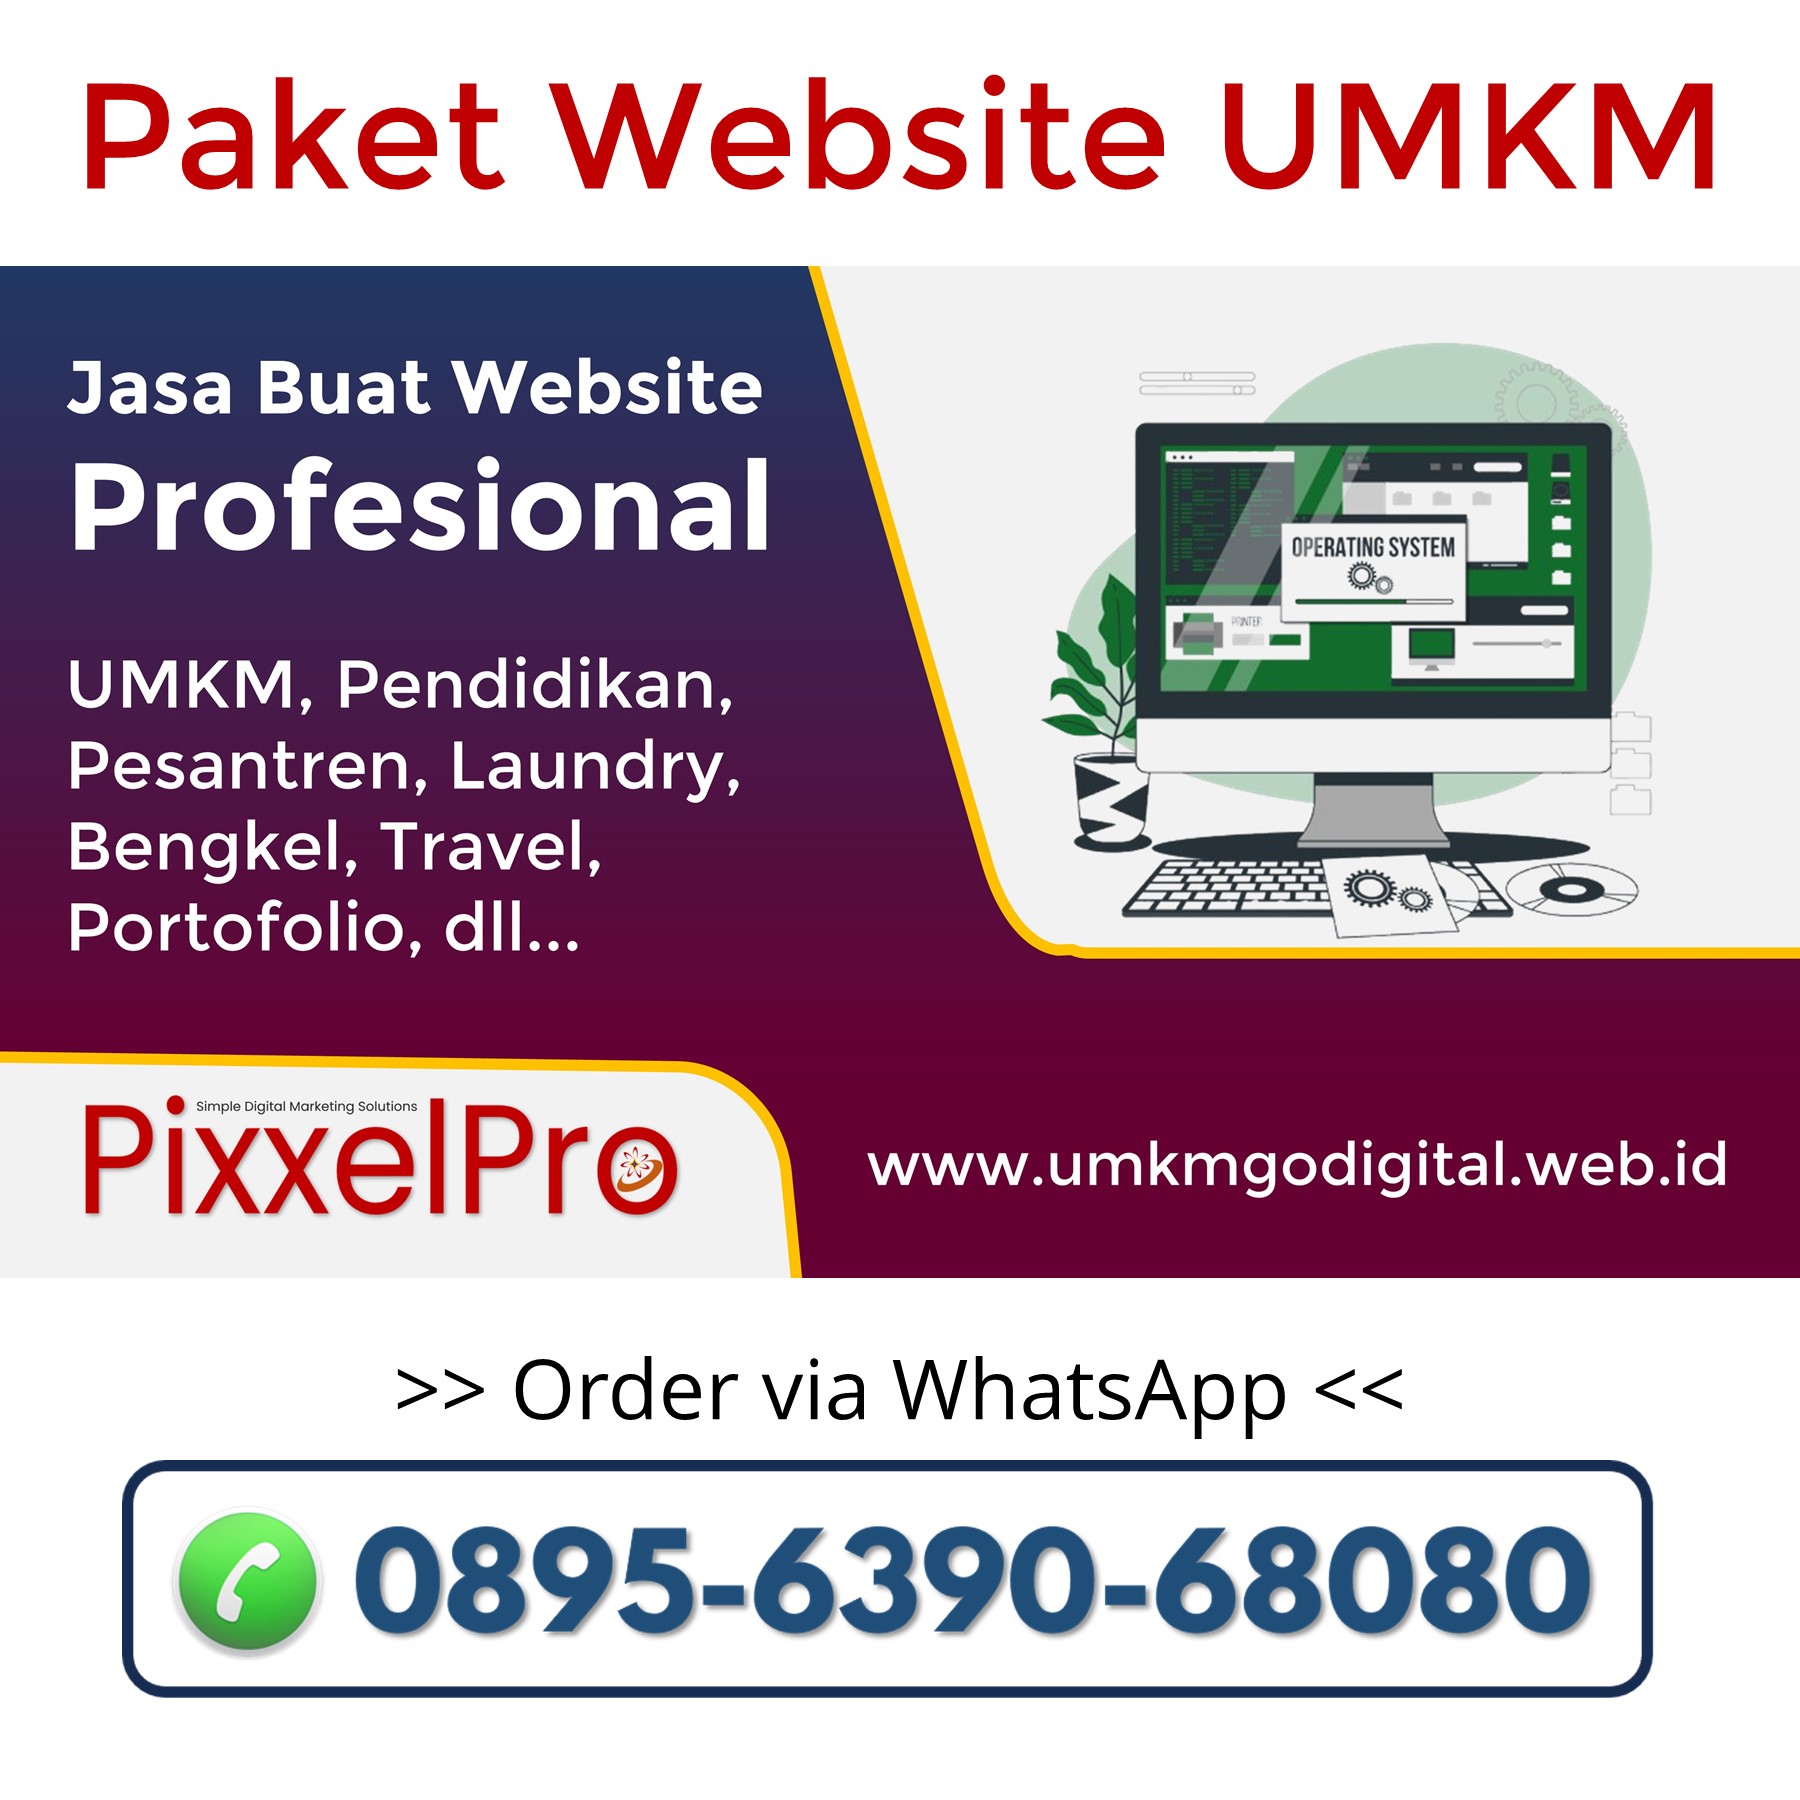 Paket Website UMKM
Jasa Buat Website
Profesional
UMKM, Pendidikan,
Pesantren, Laundry,
Bengkel, Travel,
Portofolio, dll...
OPERATING SYSTEM
PRINTER
Simple Digital Marketing Solutions
PixxelPro
www.umkmgodigital.web.id
>> Order via WhatsApp <<
0895-6390-68080